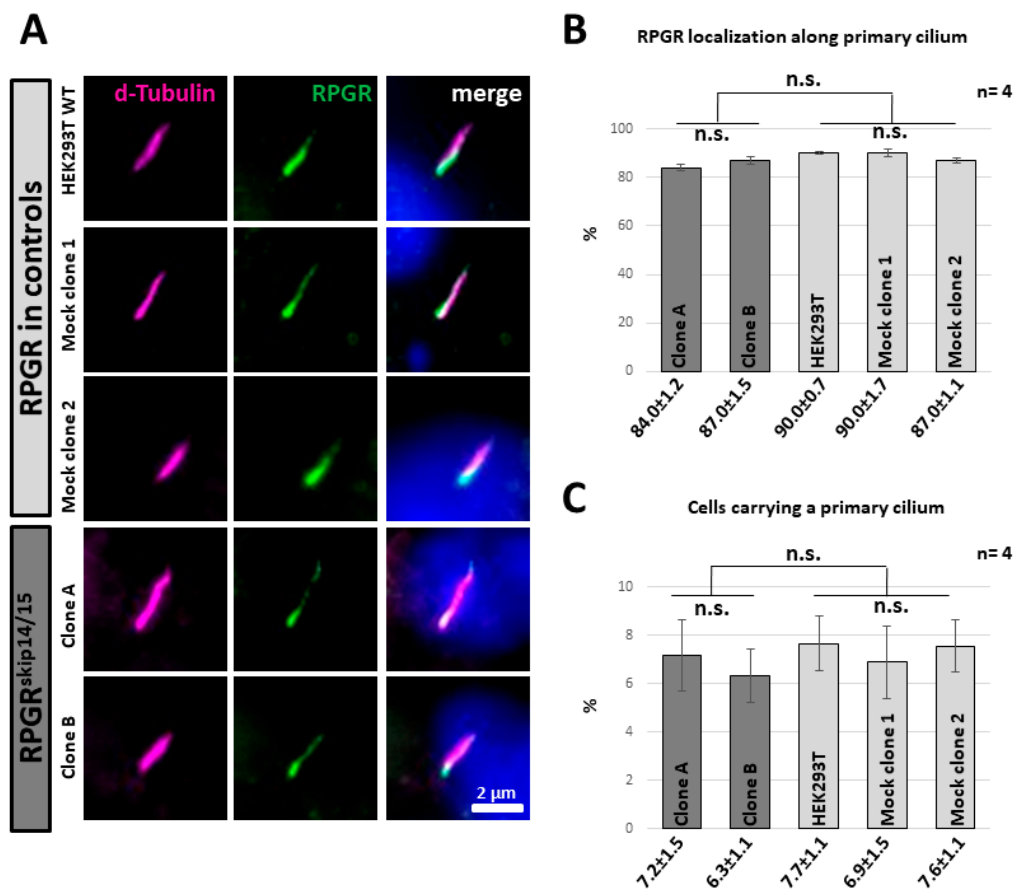 A
d-Tubulin
RPGR
merge
RPGR in controls
HEK293T WT
Mock clone 1
Mock clone 2
RPGRskip14/15
Clone A
Clone B
2 µm
B
RPGR localization along primary cilium
n.s.
n= 4
n.s.
n.s.
100
80
60
40
20
0
%
Clone A
Clone B
HEK293T
Mock clone 1
Mock clone 2
84.0±1.2
87.0±1.5
90.0±0.7
90.0±1.7
87.0±1.1
C
Cells carrying a primary cilium
n.s.
n= 4
n.s.
n.s.
10
8
6
4
2
0
%
Clone A
Clone B
HEK293T
Mock clone 1
Mock clone 2
7.2±1.5
6.3±1.1
7.7±1.1
6.9±1.5
7.6±1.1